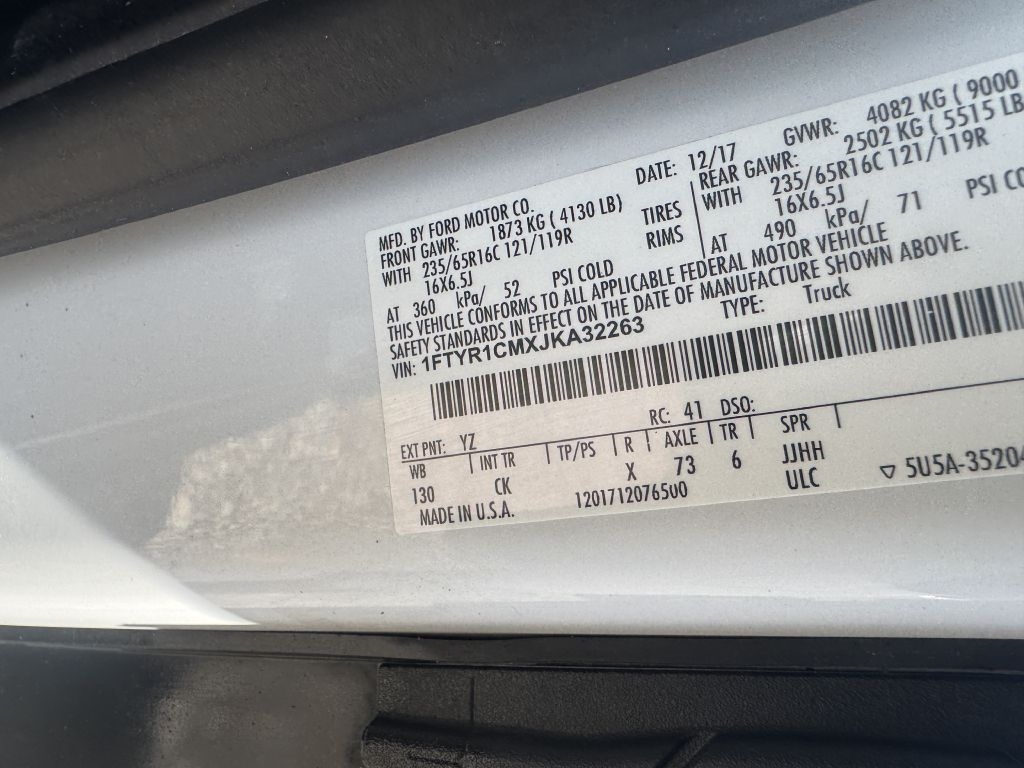 MFD. BY FORD MOTOR CO. DATE: 12/17 GVWR: 4082 KG ( 9000
FRONT GAWR: 1873 KG ( 4130 LB) REAR GAWR: 2502 KG ( 5515 LB
WITH 235/65R16C 121/119R TIRES WITH 235/65R16C 121/119R
16X6.5J RIMS 16X6.5J
AT 360 kPa/ 52 PSI COLD AT 490 kPa/ 71 PSI CO
THIS VEHICLE CONFORMS TO ALL APPLICABLE FEDERAL MOTOR VEHICLE
SAFETY STANDARDS IN EFFECT ON THE DATE OF MANUFACTURE SHOWN ABOVE.
VIN: 1FTYR1CMXJKA32263 TYPE: Truck
EXT PNT: YZ RC: 41 DSO:
WB INT TR TP/PS R AXLE TR SPR
130 CK X 73 6 JJHH
MADE IN U.S.A. 12017120765U0 ULC 5U5A-35204